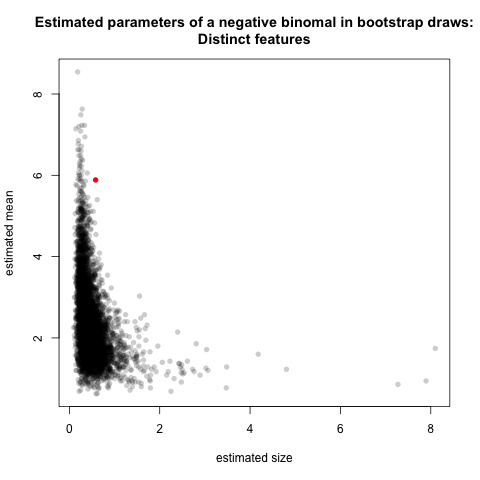 Estimated parameters of a negative binomal in bootstrap draws:
Distinct features
8
6
4
2
estimated mean
0 2 4 6 8
estimated size